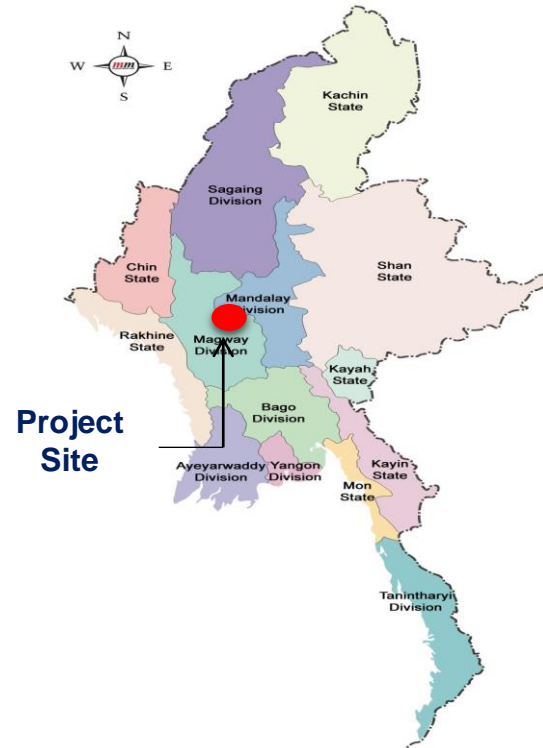 N
W mm E
S
Kachin
State
Sagaing
Division
Chin
State
Shan
State
Mandalay
Division
Rakhine
State
Magway
Division
Kayah
State
Bago
Division
Project
Site
Ayeyarwaddy
Division
Yangon
Division
Kayin
State
Mon
State
Tanintharyi
Division